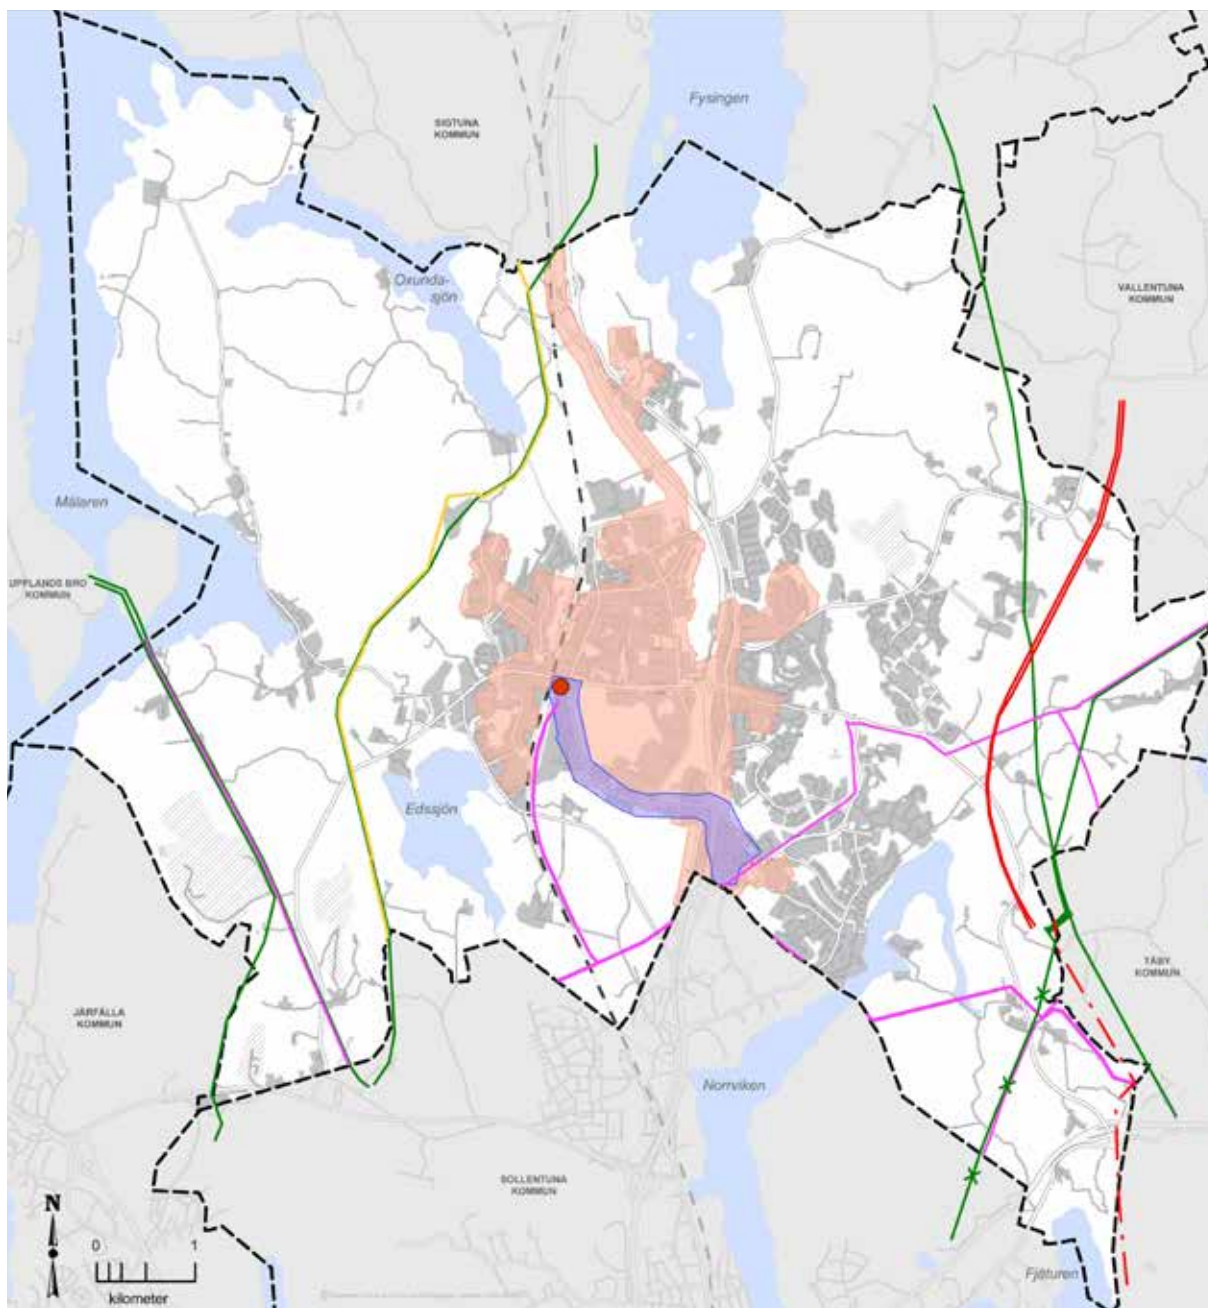 Fysingen
SIGTUNA
KOMMUN
Oxunda-
sjön
VALLENTUNA
KOMMUN
Mälaren
UPPLANDS BRO
KOMMUN
Edssjön
TÄBY
KOMMUN
JÄRFÄLLA
KOMMUN
Norrviken
SOLLENTUNA
KOMMUN
N
0 1
kilometer
Fjäturen